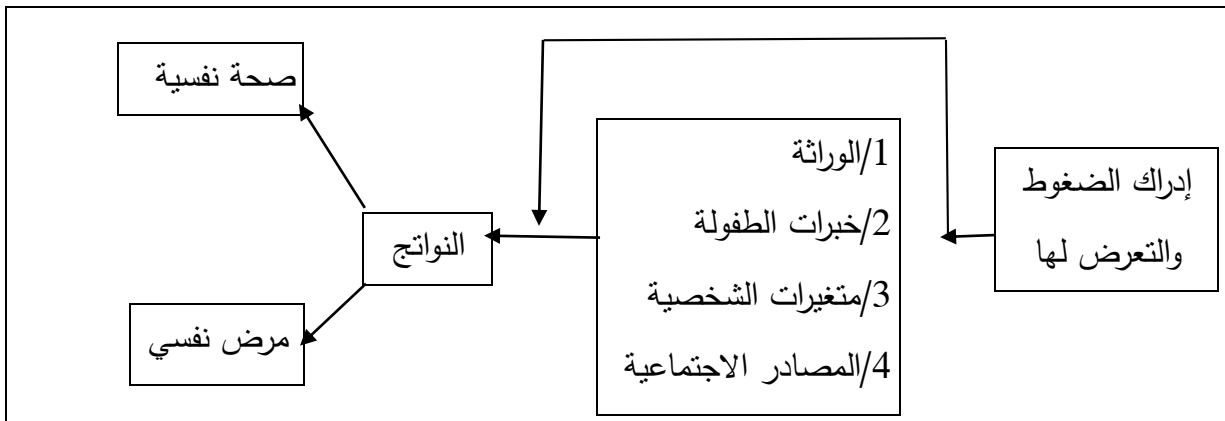 إدراك الضغوط
والتعرض لها
1/الوراثة
2/خبرات الطفولة
3/متغيرات الشخصية
4/المصادر الاجتماعية
النواتج
صحة نفسية
مرض نفسي